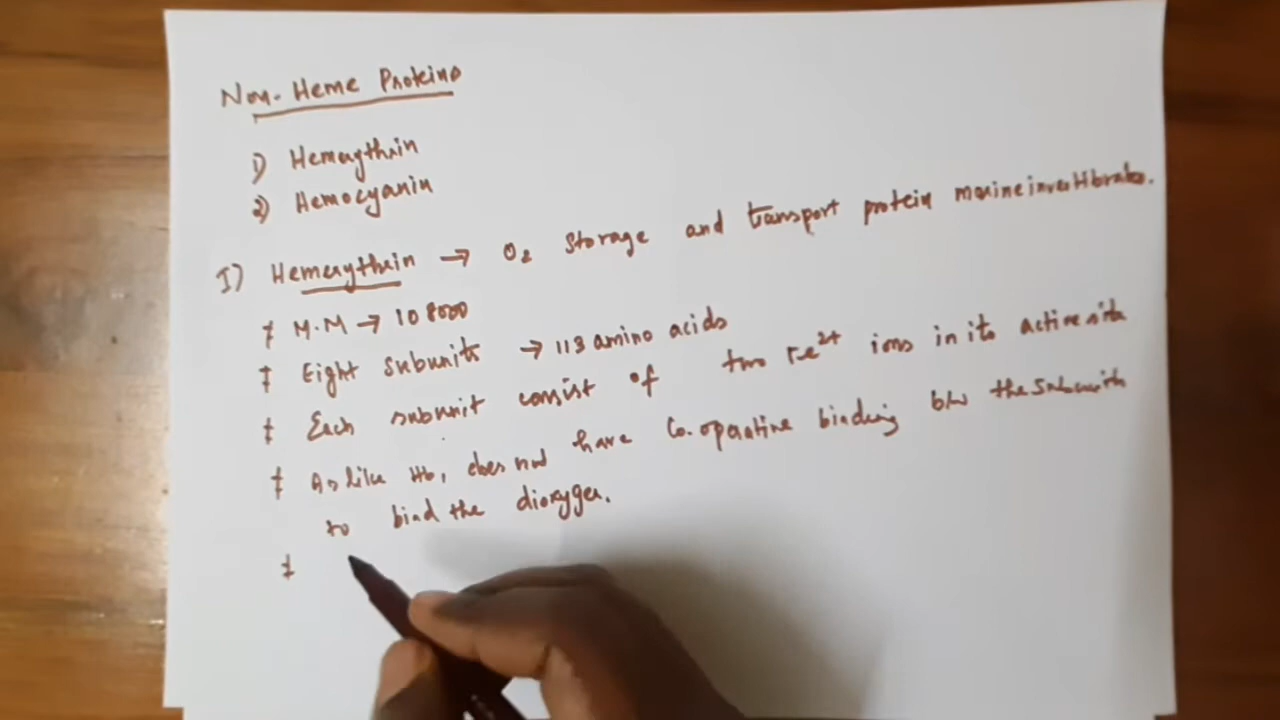 Non-Heme Proteins
1) Hemerythrin
2) Hemocyanin
I) Hemerythrin → O2 storage and transport protein marine invertibrates.
* M.M → 108000
* Eight subunits → 113 amino acids
* Each subunit consist of two Fe2+ ions in its active site
* As like Hb, does not have Co-operative binding b/w the subunits
to bind the dioxygen.
*